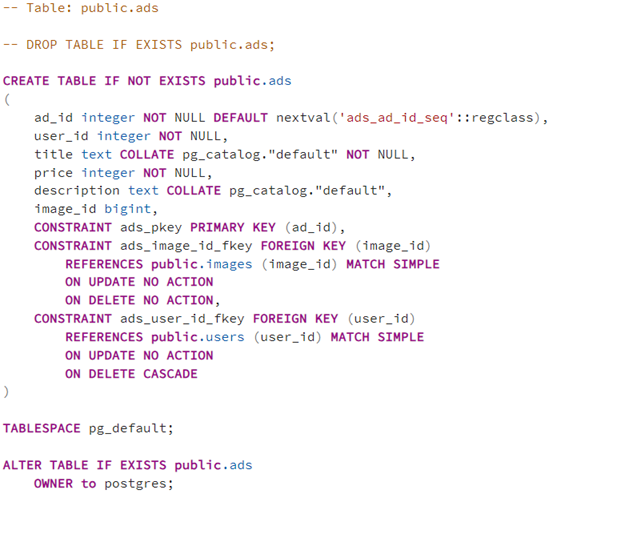 -- Table: public.ads
-- DROP TABLE IF EXISTS public.ads;
CREATE TABLE IF NOT EXISTS public.ads
(
    ad_id integer NOT NULL DEFAULT nextval('ads_ad_id_seq'::regclass),
    user_id integer NOT NULL,
    title text COLLATE pg_catalog."default" NOT NULL,
    price integer NOT NULL,
    description text COLLATE pg_catalog."default",
    image_id bigint,
    CONSTRAINT ads_pkey PRIMARY KEY (ad_id),
    CONSTRAINT ads_image_id_fkey FOREIGN KEY (image_id)
        REFERENCES public.images (image_id) MATCH SIMPLE
        ON UPDATE NO ACTION
        ON DELETE NO ACTION,
    CONSTRAINT ads_user_id_fkey FOREIGN KEY (user_id)
        REFERENCES public.users (user_id) MATCH SIMPLE
        ON UPDATE NO ACTION
        ON DELETE CASCADE
)
TABLESPACE pg_default;
ALTER TABLE IF EXISTS public.ads
    OWNER to postgres;